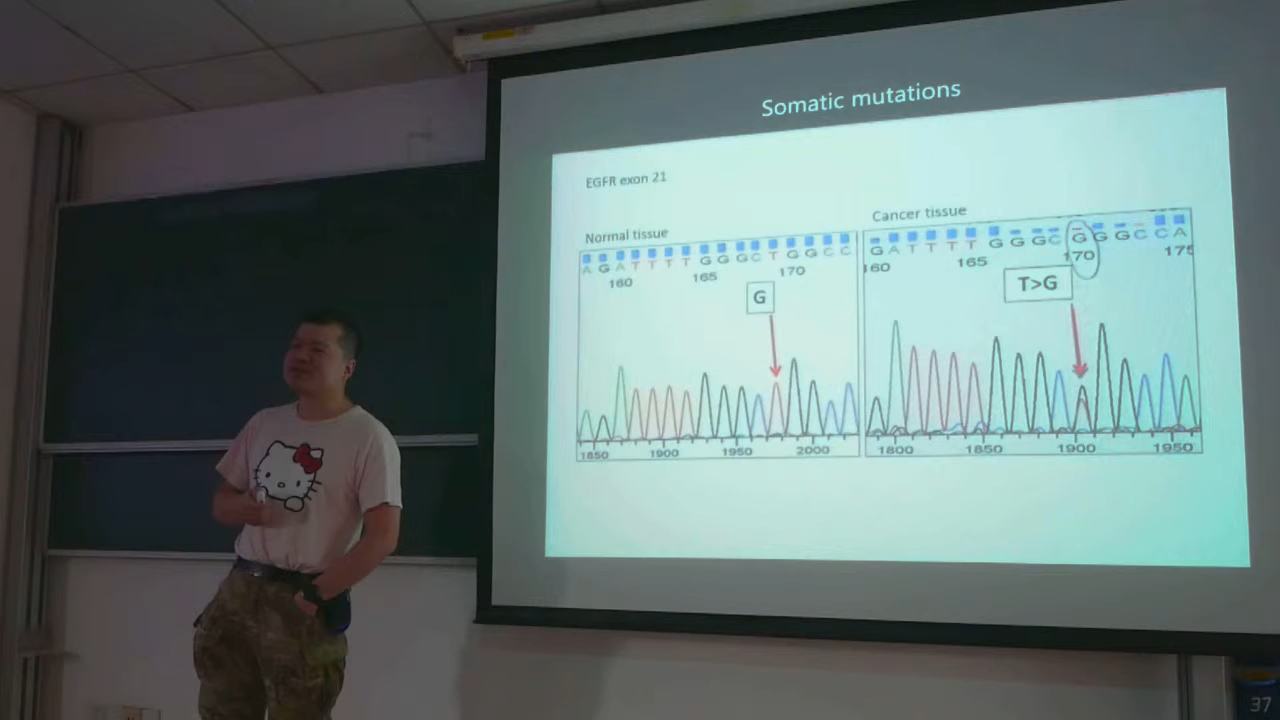 Somatic mutations
EGFR exon 21
Normal tissue
A G A T T T T G G G C T G G C C
160 165 170
G
1850 1900 1950 2000
Cancer tissue
G A T T T T G G G C G G G C C A
160 165 170 175
T>G
1800 1850 1900 1950
37